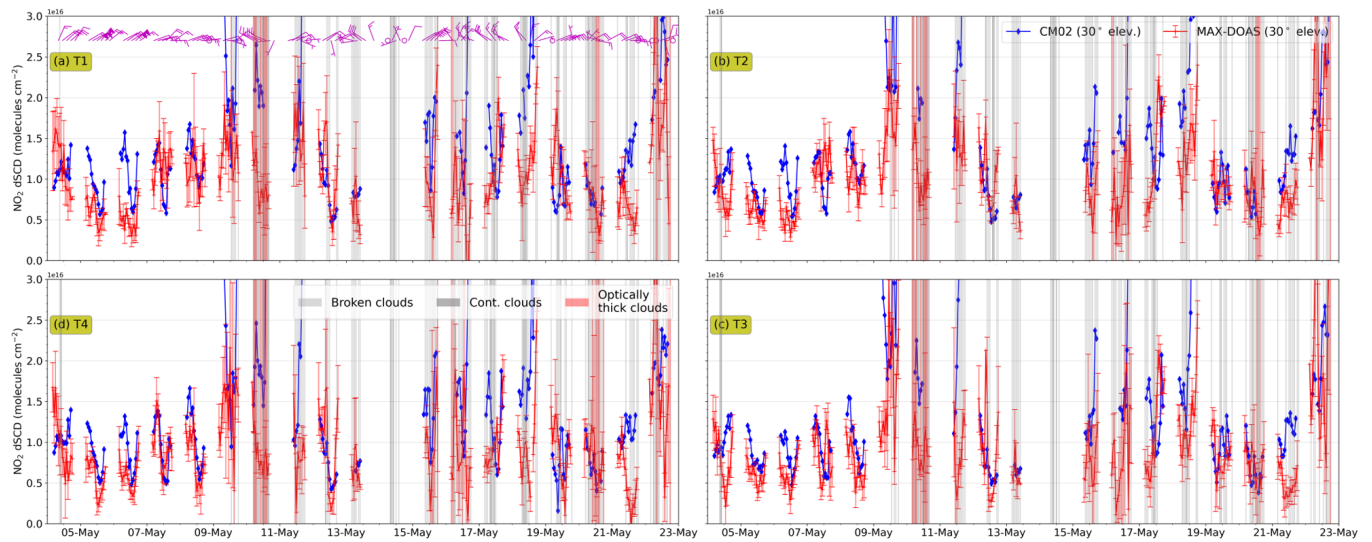 1e16
3.0
2.5
2.0
1.5
1.0
0.5
0.0
NO₂ dSCD (molecules cm⁻²)
(a) T1
CM02 (30° elev.)
MAX-DOAS (30° elev.)
1e16
(b) T2
1e16
3.0
2.5
2.0
1.5
1.0
0.5
0.0
NO₂ dSCD (molecules cm⁻²)
(d) T4
Broken clouds
Cont. clouds
Optically
thick clouds
1e16
(c) T3
05-May 07-May 09-May 11-May 13-May 15-May 17-May 19-May 21-May 23-May
05-May 07-May 09-May 11-May 13-May 15-May 17-May 19-May 21-May 23-May